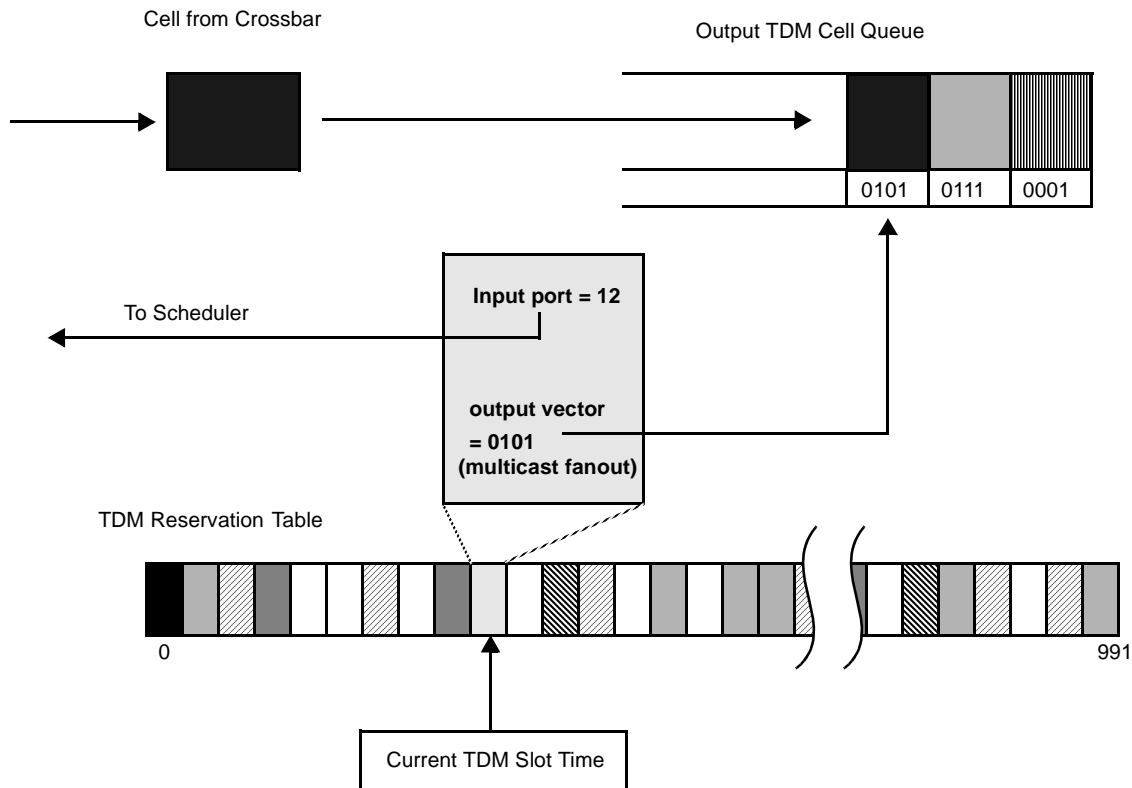 Cell from Crossbar
Output TDM Cell Queue
0101
0111
0001
Input port = 12
To Scheduler
output vector
= 0101
(multicast fanout)
TDM Reservation Table
0
991
Current TDM Slot Time